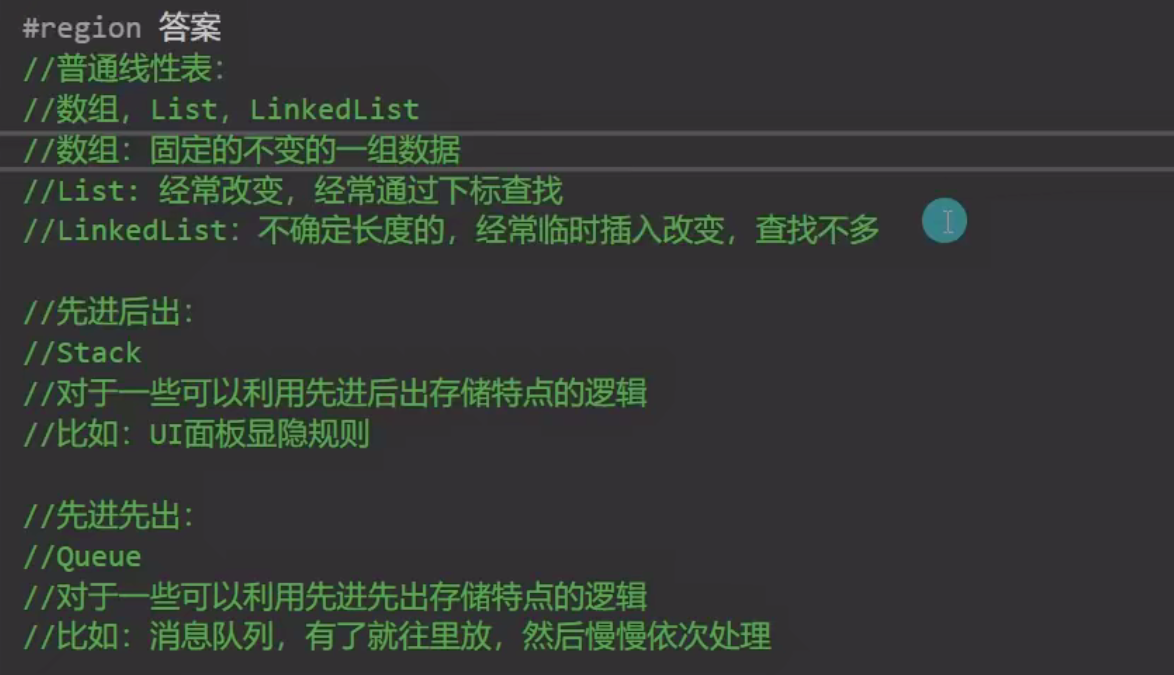 #region 答案
//普通线性表：
//数组，List，LinkedList
//数组：固定的不变的一组数据
//List：经常改变，经常通过下标查找
//LinkedList：不确定长度的，经常临时插入改变，查找不多
//先进后出：
//Stack
//对于一些可以利用先进后出存储特点的逻辑
//比如：UI面板显隐规则
//先进先出：
//Queue
//对于一些可以利用先进先出存储特点的逻辑
//比如：消息队列，有了就往里放，然后慢慢依次处理